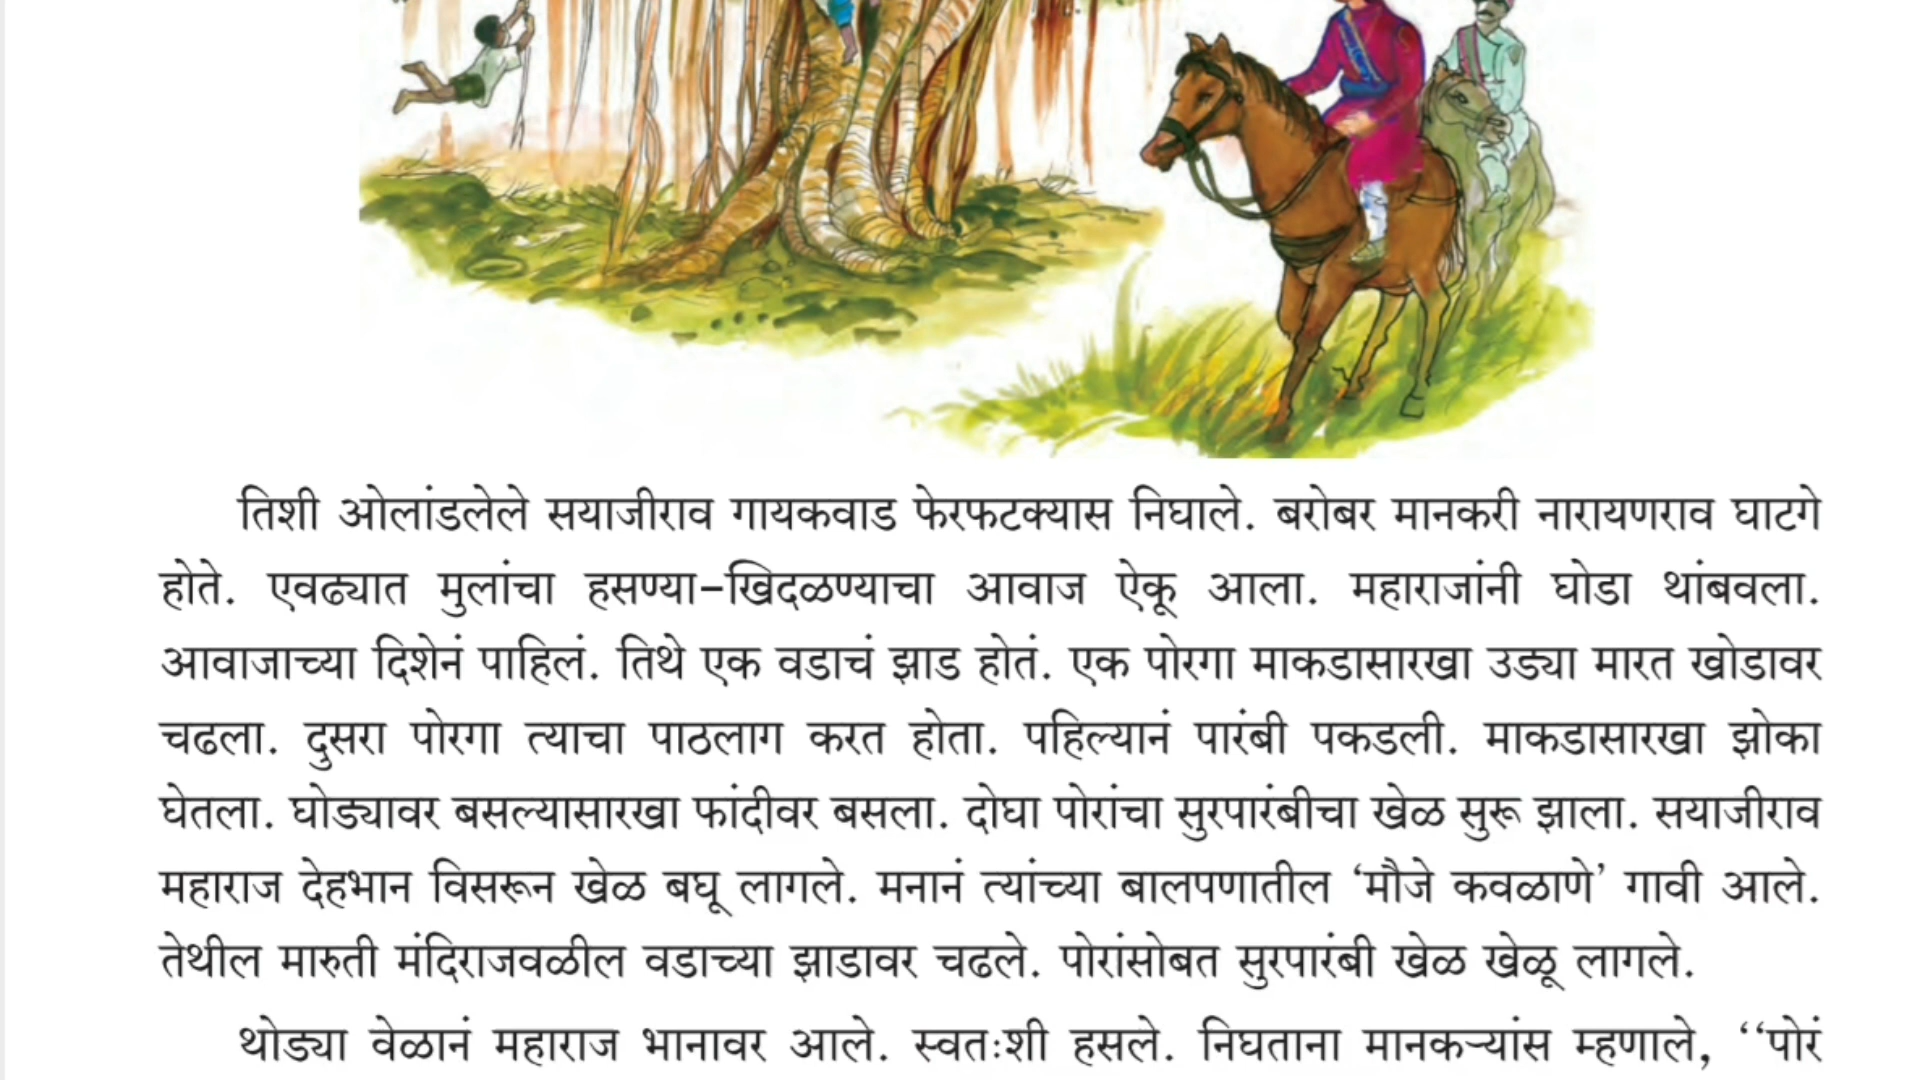 तिशी ओलांडलेले सयाजीराव गायकवाड फेरफटक्यास निघाले. बरोबर मानकरी नारायणराव घाटगे
होते. एवढ्यात मुलांचा हसण्या-खिदळण्याचा आवाज ऐकू आला. महाराजांनी घोडा थांबवला.
आवाजाच्या दिशेनं पाहिलं. तिथे एक वडाचं झाड होतं. एक पोरगा माकडासारखा उड्या मारत खोडावर
चढला. दुसरा पोरगा त्याचा पाठलाग करत होता. पहिल्यानं पारंबी पकडली. माकडासारखा झोका
घेतला. घोड्यावर बसल्यासारखा फांदीवर बसला. दोघा पोरांचा सुरपारंबीचा खेळ सुरू झाला. सयाजीराव
महाराज देहभान विसरून खेळ बघू लागले. मनानं त्यांच्या बालपणातील ‘मौजे कवळाणे’ गावी आले.
तेथील मारुती मंदिराजवळील वडाच्या झाडावर चढले. पोरांसोबत सुरपारंबी खेळ खेळू लागले.
थोड्या वेळानं महाराज भानावर आले. स्वतःशी हसले. निघताना मानकऱ्यांस म्हणाले, ‘‘पोरं